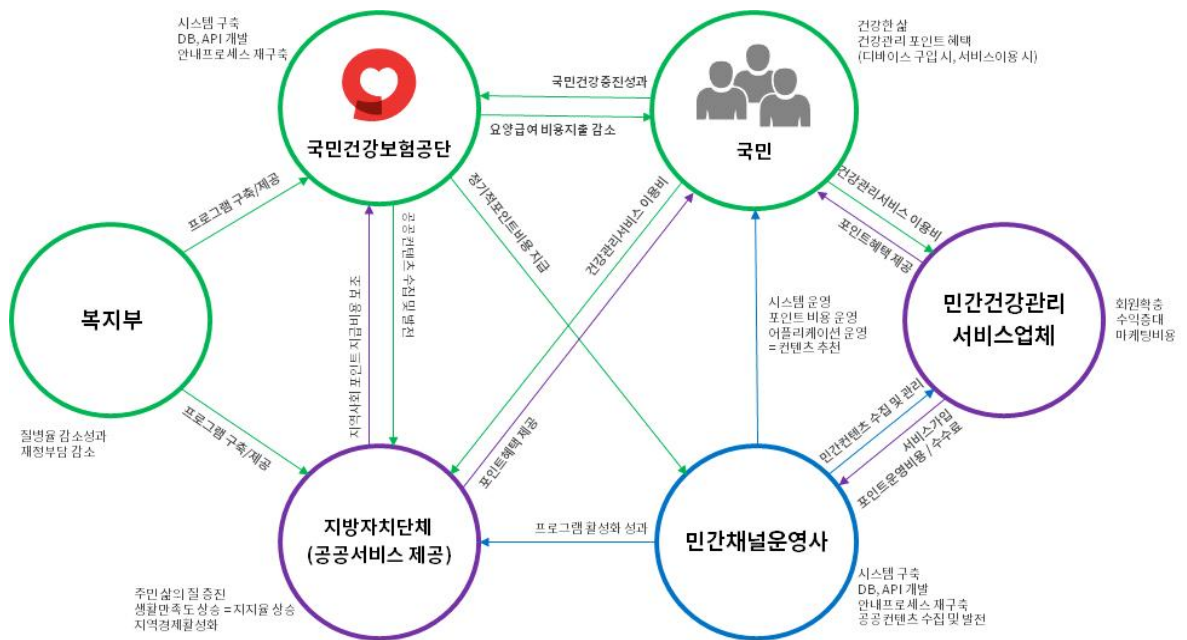 시스템 구축
DB, API 개발
안내프로세스 재구축
국민건강보험공단
건강한 삶
건강관리 포인트 혜택
(디바이스 구입 시, 서비스이용 시)
국민
국민건강증진성과
요양급여 비용지출 감소
프로그램 구축/제공
공공컨텐츠 수집 및 발전
지역사회 포인트 지급비용 보조
정기적포인트비용 지급
건강관리서비스 이용비
포인트혜택 제공
건강관리서비스 이용비
포인트혜택 제공
복지부
질병율 감소성과
재정부담 감소
프로그램 구축/제공
시스템 운영
포인트 비용 운영
어플리케이션 운영
= 컨텐츠 추천
민간건강관리
서비스업체
회원확충
수익증대
마케팅비용
민간컨텐츠 수집 및 관리
서비스가입
포인트운영비용 / 수수료
지방자치단체
(공공서비스 제공)
주민 삶의 질 증진
생활만족도 상승 = 지지율 상승
지역경제활성화
프로그램 활성화 성과
민간채널운영사
시스템 구축
DB, API 개발
안내프로세스 재구축
공공컨텐츠 수집 및 발전